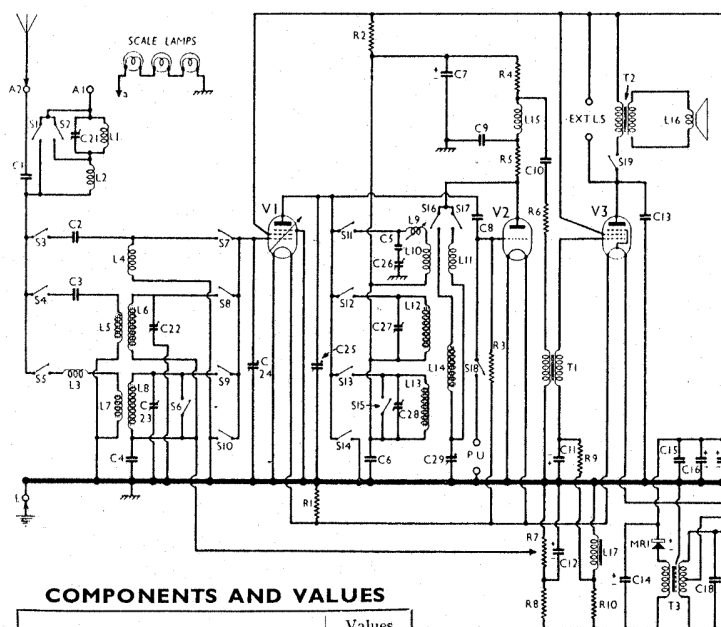 SCALE LAMPS
R2
C7
R4
T2
A2
A1
a
S1
S2
C21
L1
L15
EXT LS
L16
C9
C1
L2
R5
C10
S19
V1
S16
S17
V2
V3
C2
L9
C8
R6
C13
S3
S7
S11
C5
L4
L10
L11
C26
C3
S4
L6
S8
S12
L12
L5
C22
C25
C27
R3
C24
L14
S18
T1
S5
L3
L8
S9
S13
L13
L7
C23
S6
S15
C28
S10
S14
C4
C6
C29
PU
C11
R9
C15
C16
E
R1
R7
L17
MR1
C12
C14
T3
C18
R8
R10
COMPONENTS AND VALUES
Values